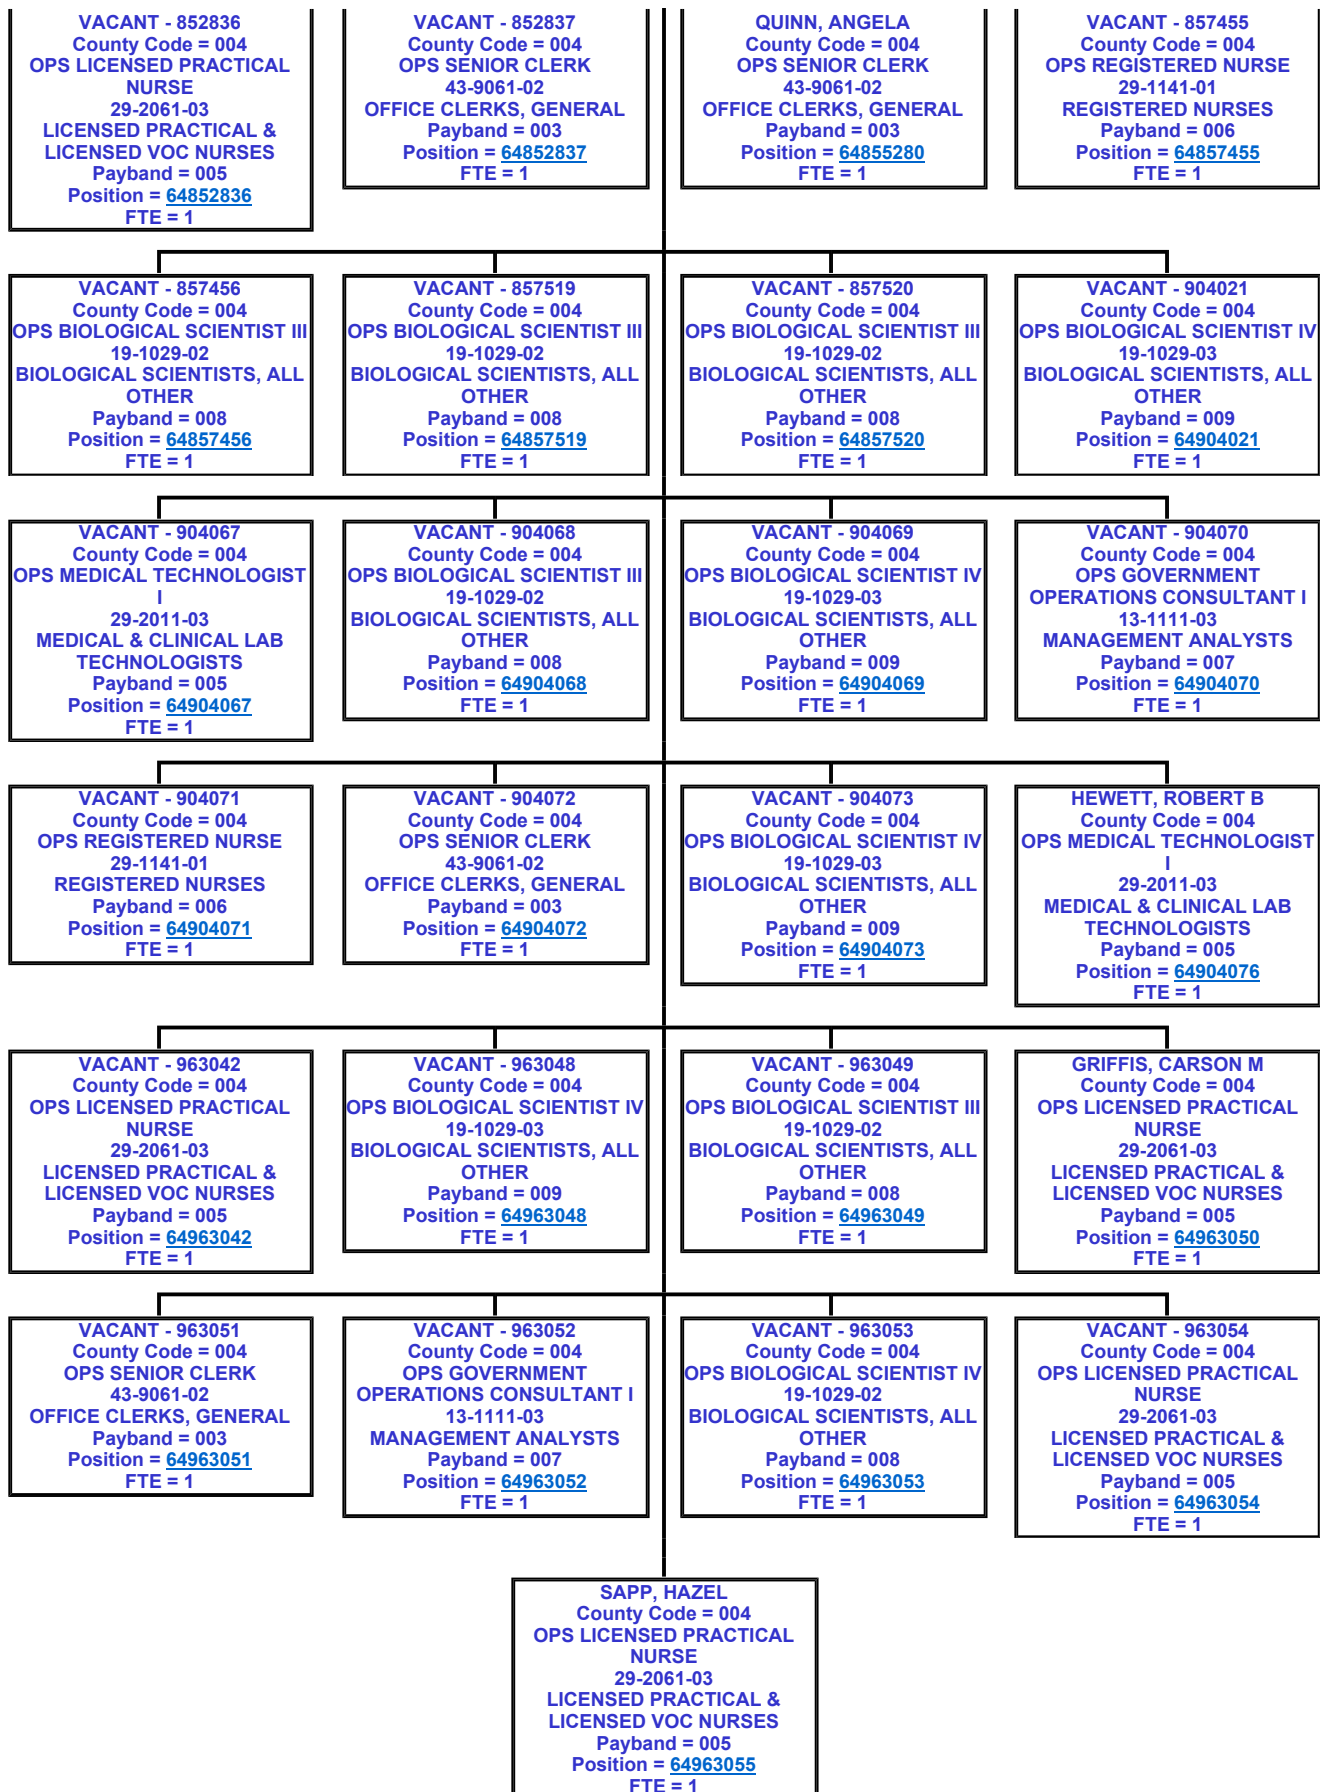 VACANT - 852836
County Code = 004
OPS LICENSED PRACTICAL
NURSE
29-2061-03
LICENSED PRACTICAL &
LICENSED VOC NURSES
Payband = 005
Position = 64852836
FTE = 1
VACANT - 852837
County Code = 004
OPS SENIOR CLERK
43-9061-02
OFFICE CLERKS, GENERAL
Payband = 003
Position = 64852837
FTE = 1
QUINN, ANGELA
County Code = 004
OPS SENIOR CLERK
43-9061-02
OFFICE CLERKS, GENERAL
Payband = 003
Position = 64855280
FTE = 1
VACANT - 857455
County Code = 004
OPS REGISTERED NURSE
29-1141-01
REGISTERED NURSES
Payband = 006
Position = 64857455
FTE = 1
VACANT - 857456
County Code = 004
OPS BIOLOGICAL SCIENTIST III
19-1029-02
BIOLOGICAL SCIENTISTS, ALL
OTHER
Payband = 008
Position = 64857456
FTE = 1
VACANT - 857519
County Code = 004
OPS BIOLOGICAL SCIENTIST III
19-1029-02
BIOLOGICAL SCIENTISTS, ALL
OTHER
Payband = 008
Position = 64857519
FTE = 1
VACANT - 857520
County Code = 004
OPS BIOLOGICAL SCIENTIST III
19-1029-02
BIOLOGICAL SCIENTISTS, ALL
OTHER
Payband = 008
Position = 64857520
FTE = 1
VACANT - 904021
County Code = 004
OPS BIOLOGICAL SCIENTIST IV
19-1029-03
BIOLOGICAL SCIENTISTS, ALL
OTHER
Payband = 009
Position = 64904021
FTE = 1
VACANT - 904067
County Code = 004
OPS MEDICAL TECHNOLOGIST
I
29-2011-03
MEDICAL & CLINICAL LAB
TECHNOLOGISTS
Payband = 005
Position = 64904067
FTE = 1
VACANT - 904068
County Code = 004
OPS BIOLOGICAL SCIENTIST III
19-1029-02
BIOLOGICAL SCIENTISTS, ALL
OTHER
Payband = 008
Position = 64904068
FTE = 1
VACANT - 904069
County Code = 004
OPS BIOLOGICAL SCIENTIST IV
19-1029-03
BIOLOGICAL SCIENTISTS, ALL
OTHER
Payband = 009
Position = 64904069
FTE = 1
VACANT - 904070
County Code = 004
OPS GOVERNMENT
OPERATIONS CONSULTANT I
13-1111-03
MANAGEMENT ANALYSTS
Payband = 007
Position = 64904070
FTE = 1
VACANT - 904071
County Code = 004
OPS REGISTERED NURSE
29-1141-01
REGISTERED NURSES
Payband = 006
Position = 64904071
FTE = 1
VACANT - 904072
County Code = 004
OPS SENIOR CLERK
43-9061-02
OFFICE CLERKS, GENERAL
Payband = 003
Position = 64904072
FTE = 1
VACANT - 904073
County Code = 004
OPS BIOLOGICAL SCIENTIST IV
19-1029-03
BIOLOGICAL SCIENTISTS, ALL
OTHER
Payband = 009
Position = 64904073
FTE = 1
HEWETT, ROBERT B
County Code = 004
OPS MEDICAL TECHNOLOGIST
I
29-2011-03
MEDICAL & CLINICAL LAB
TECHNOLOGISTS
Payband = 005
Position = 64904076
FTE = 1
VACANT - 963042
County Code = 004
OPS LICENSED PRACTICAL
NURSE
29-2061-03
LICENSED PRACTICAL &
LICENSED VOC NURSES
Payband = 005
Position = 64963042
FTE = 1
VACANT - 963048
County Code = 004
OPS BIOLOGICAL SCIENTIST IV
19-1029-03
BIOLOGICAL SCIENTISTS, ALL
OTHER
Payband = 009
Position = 64963048
FTE = 1
VACANT - 963049
County Code = 004
OPS BIOLOGICAL SCIENTIST III
19-1029-02
BIOLOGICAL SCIENTISTS, ALL
OTHER
Payband = 008
Position = 64963049
FTE = 1
GRIFFIS, CARSON M
County Code = 004
OPS LICENSED PRACTICAL
NURSE
29-2061-03
LICENSED PRACTICAL &
LICENSED VOC NURSES
Payband = 005
Position = 64963050
FTE = 1
VACANT - 963051
County Code = 004
OPS SENIOR CLERK
43-9061-02
OFFICE CLERKS, GENERAL
Payband = 003
Position = 64963051
FTE = 1
VACANT - 963052
County Code = 004
OPS GOVERNMENT
OPERATIONS CONSULTANT I
13-1111-03
MANAGEMENT ANALYSTS
Payband = 007
Position = 64963052
FTE = 1
VACANT - 963053
County Code = 004
OPS BIOLOGICAL SCIENTIST IV
19-1029-02
BIOLOGICAL SCIENTISTS, ALL
OTHER
Payband = 008
Position = 64963053
FTE = 1
VACANT - 963054
County Code = 004
OPS LICENSED PRACTICAL
NURSE
29-2061-03
LICENSED PRACTICAL &
LICENSED VOC NURSES
Payband = 005
Position = 64963054
FTE = 1
SAPP, HAZEL
County Code = 004
OPS LICENSED PRACTICAL
NURSE
29-2061-03
LICENSED PRACTICAL &
LICENSED VOC NURSES
Payband = 005
Position = 64963055
FTE = 1